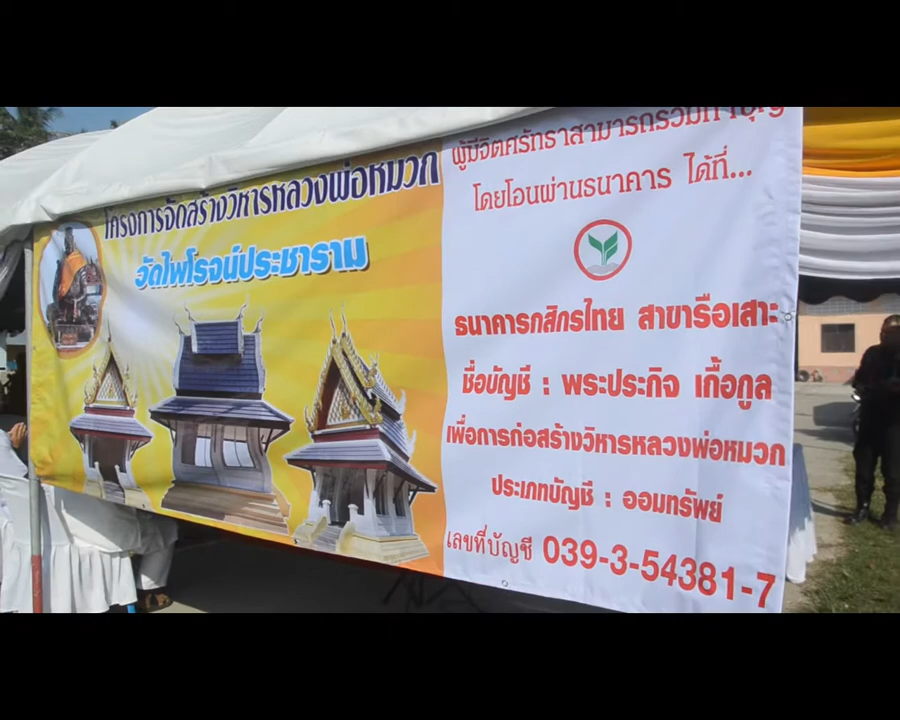 โครงการจัดสร้างวิหารหลวงพ่อหมวก
วัดไพโรจน์ประชาราม
ผู้มีจิตศรัทธาสามารถร่วมทำบุญ
โดยโอนผ่านธนาคาร ได้ที่...
ธนาคารกสิกรไทย สาขารือเสาะ
ชื่อบัญชี : พระประกิจ เกื้อกูล
เพื่อการก่อสร้างวิหารหลวงพ่อหมวก
ประเภทบัญชี : ออมทรัพย์
เลขที่บัญชี 039-3-54381-7